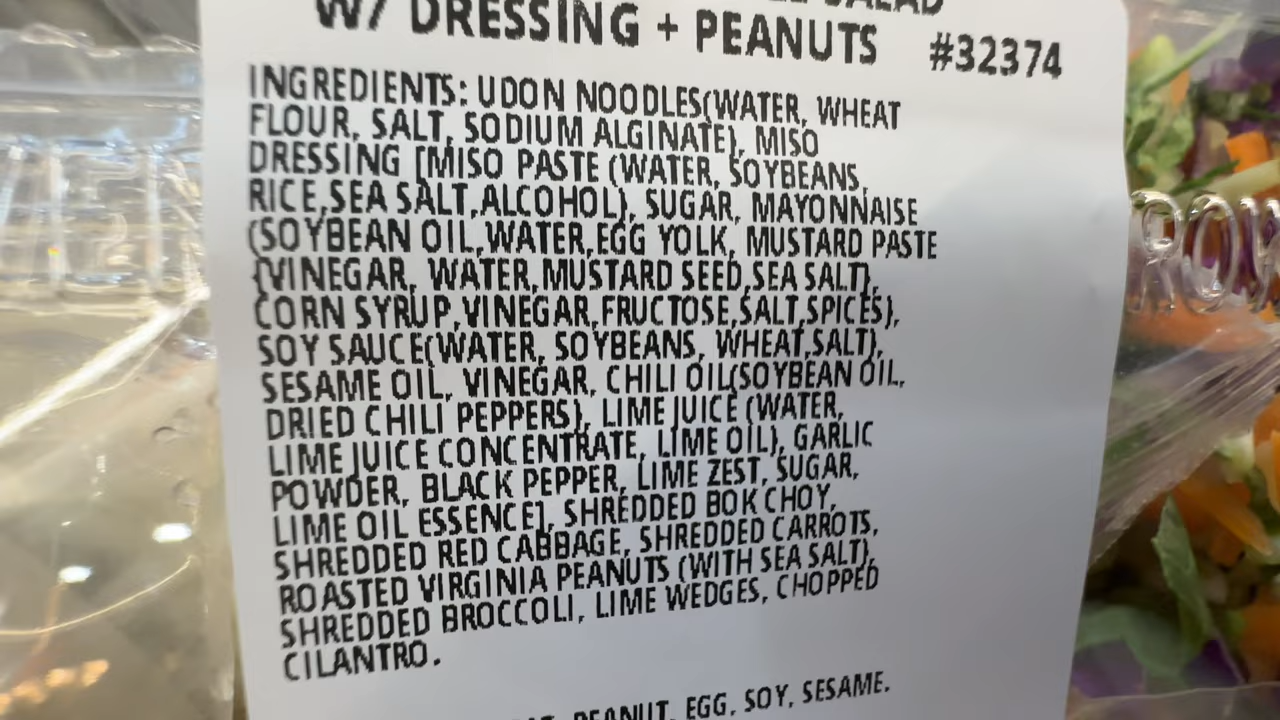 SALAD
W/ DRESSING + PEANUTS #32374
INGREDIENTS: UDON NOODLES(WATER, WHEAT
FLOUR, SALT, SODIUM ALGINATE), MISO
DRESSING [MISO PASTE (WATER, SOYBEANS,
RICE,SEA SALT,ALCOHOL), SUGAR, MAYONNAISE
(SOYBEAN OIL,WATER,EGG YOLK, MUSTARD PASTE
{VINEGAR, WATER,MUSTARD SEED,SEA SALT},
CORN SYRUP,VINEGAR,FRUCTOSE,SALT,SPICES),
SOY SAUCE(WATER, SOYBEANS, WHEAT,SALT),
SESAME OIL, VINEGAR, CHILI OIL(SOYBEAN OIL,
DRIED CHILI PEPPERS), LIME JUICE (WATER,
LIME JUICE CONCENTRATE, LIME OIL), GARLIC
POWDER, BLACK PEPPER, LIME ZEST, SUGAR,
LIME OIL ESSENCE], SHREDDED BOK CHOY,
SHREDDED RED CABBAGE, SHREDDED CARROTS,
ROASTED VIRGINIA PEANUTS (WITH SEA SALT),
SHREDDED BROCCOLI, LIME WEDGES, CHOPPED
CILANTRO.
PEANUT, EGG, SOY, SESAME.